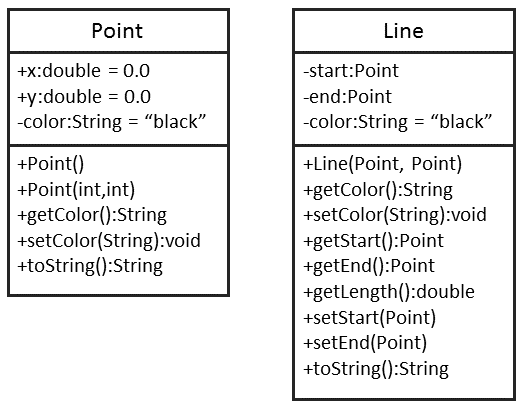 Point
+x:double = 0.0
+y:double = 0.0
-color:String = “black”
+Point()
+Point(int,int)
+getColor():String
+setColor(String):void
+toString():String
Line
-start:Point
-end:Point
-color:String = “black”
+Line(Point, Point)
+getColor():String
+setColor(String):void
+getStart():Point
+getEnd():Point
+getLength():double
+setStart(Point)
+setEnd(Point)
+toString():String